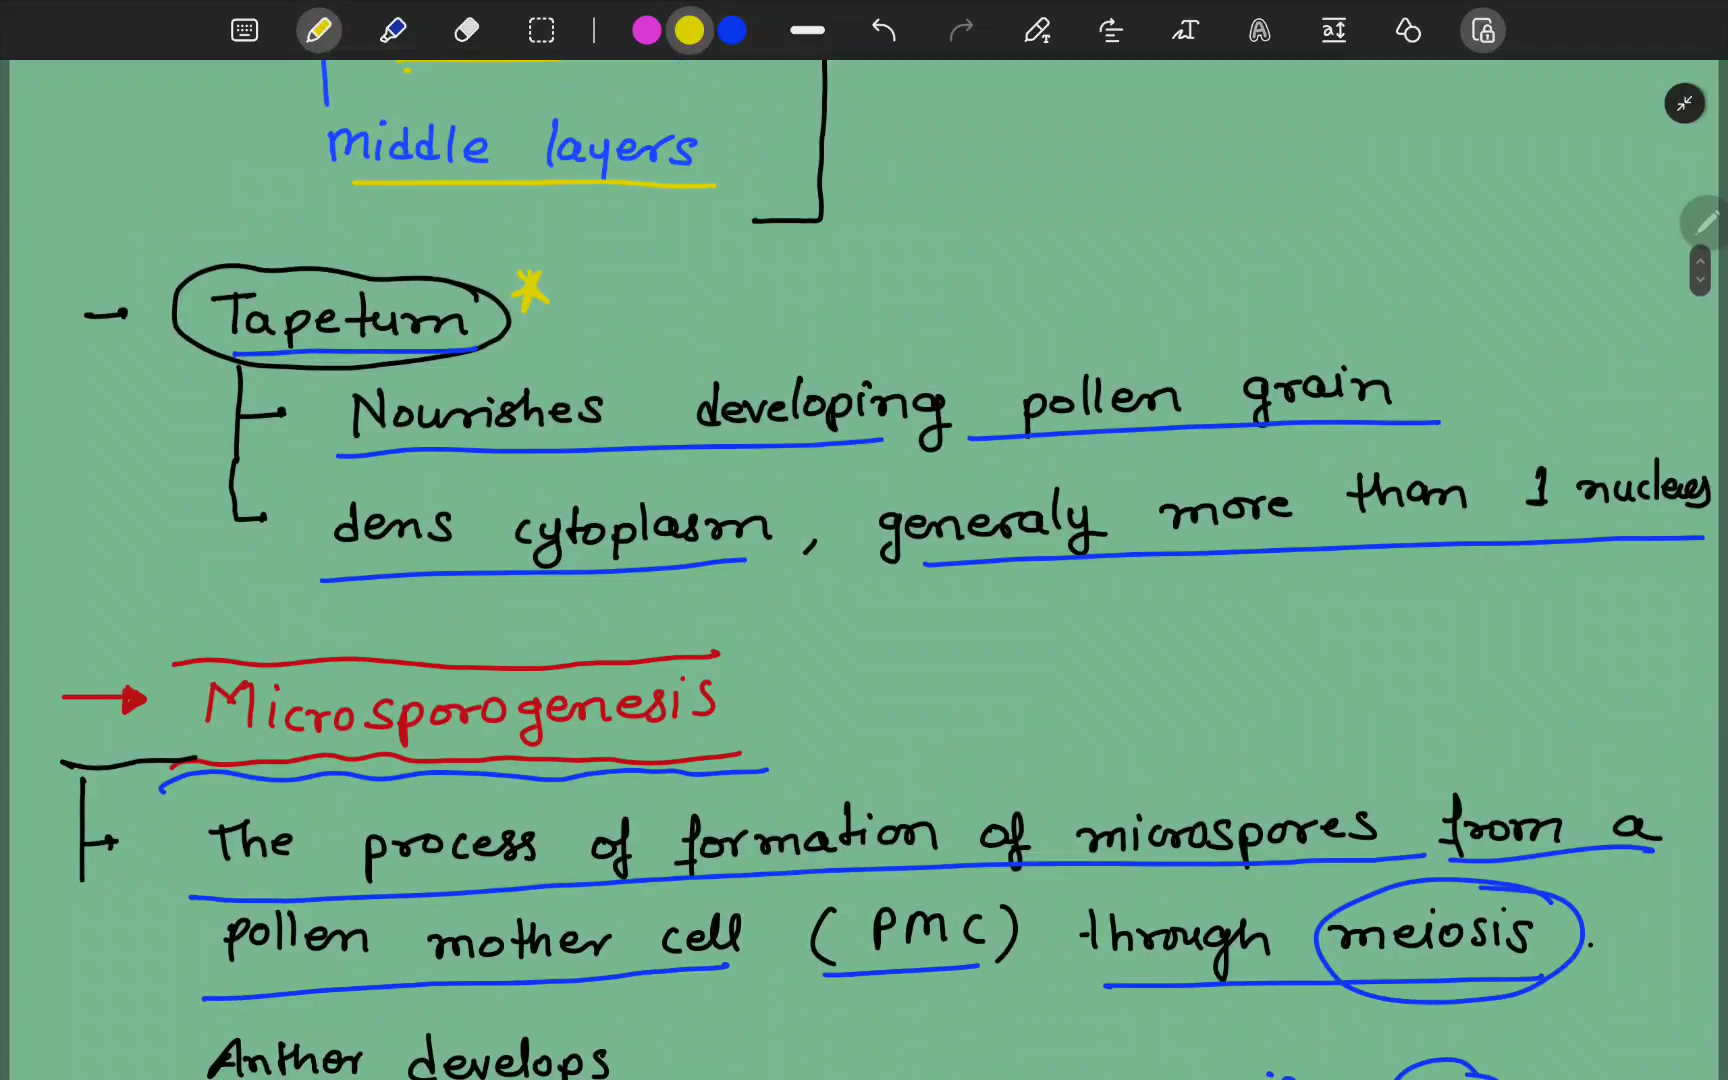 middle layers
Tapetum *
Nourishes developing pollen grain
dens cytoplasm, generaly more than 1 nucleus
Microsporogenesis
The process of formation of microspores from a
pollen mother cell (PMC) through meiosis.
Anther develops